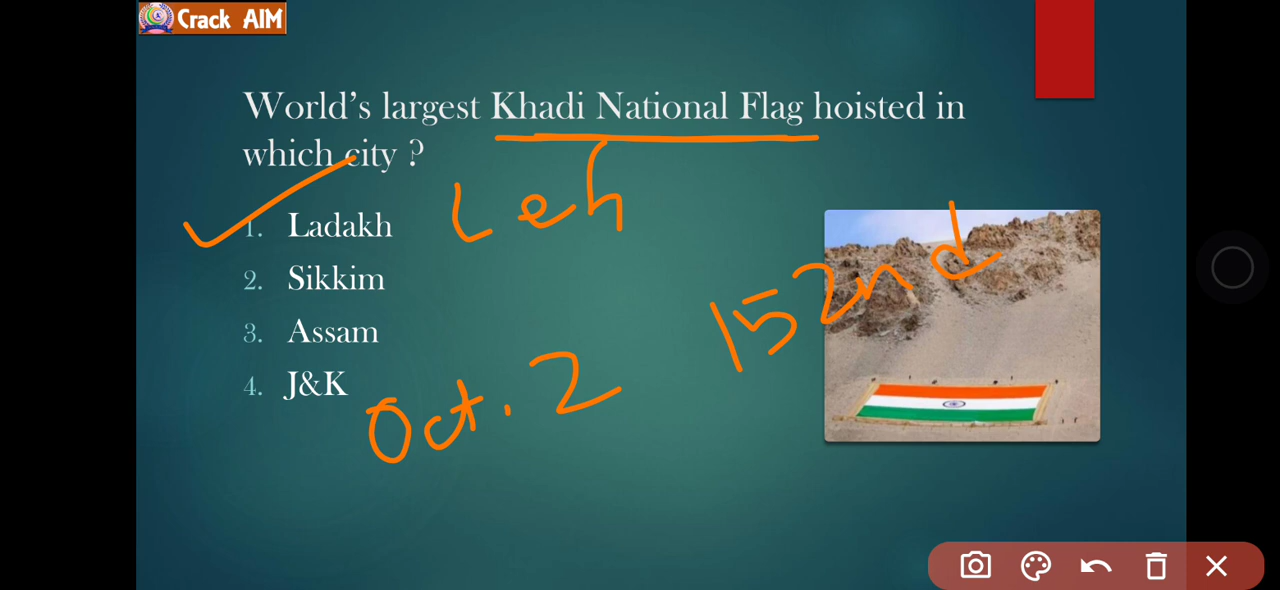 Crack AIM
World's largest Khadi National Flag hoisted in
which city ?
1. Ladakh
Leh
2. Sikkim
152nd
3. Assam
4. J&K
Oct. 2